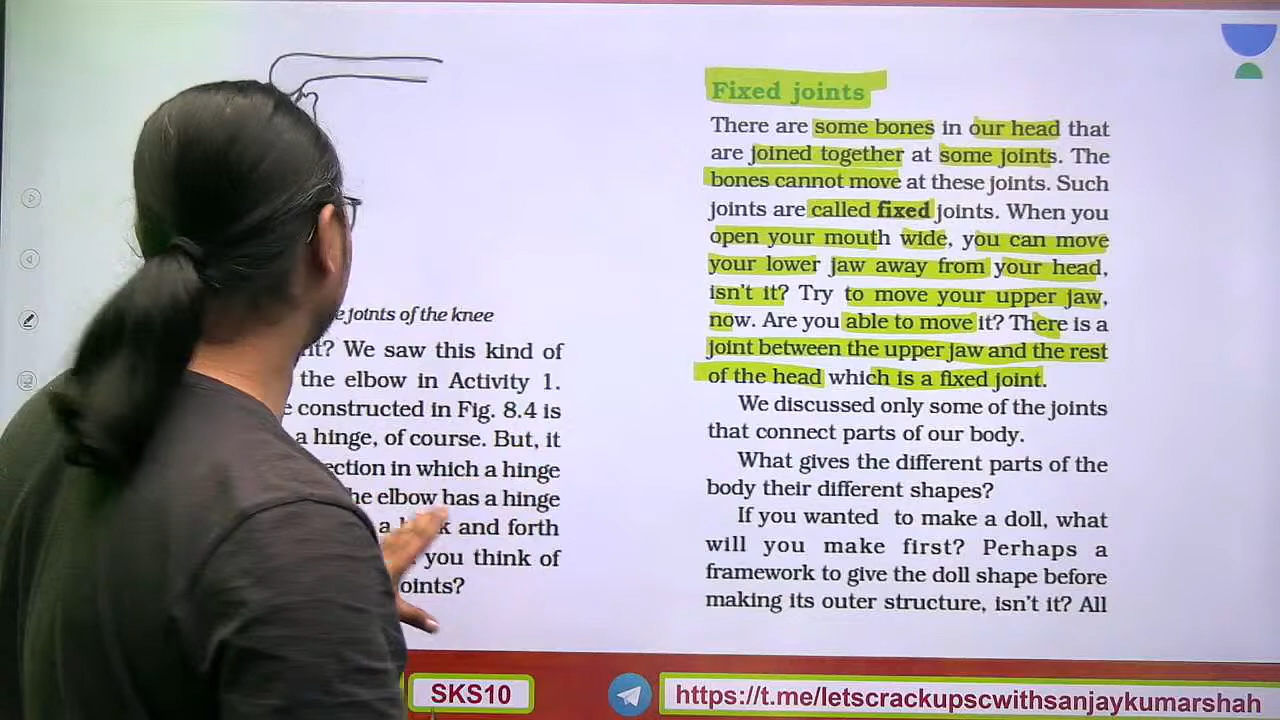 joints of the knee
We saw this kind of
the elbow in Activity 1.
constructed in Fig. 8.4 is
a hinge, of course. But, it
in which a hinge
elbow has a hinge
a and forth
you think of
Fixed joints
There are some bones in our head that
are joined together at some joints. The
bones cannot move at these joints. Such
joints are called fixed joints. When you
open your mouth wide, you can move
your lower jaw away from your head,
isn't it? Try to move your upper jaw,
now. Are you able to move it? There is a
joint between the upper jaw and the rest
of the head which is a fixed joint.
We discussed only some of the joints
that connect parts of our body.
What gives the different parts of the
body their different shapes?
If you wanted to make a doll, what
will you make first? Perhaps a
framework to give the doll shape before
making its outer structure, isn't it? All
SKS10
https://t.me/letscrackupscwithsanjaykumarshah